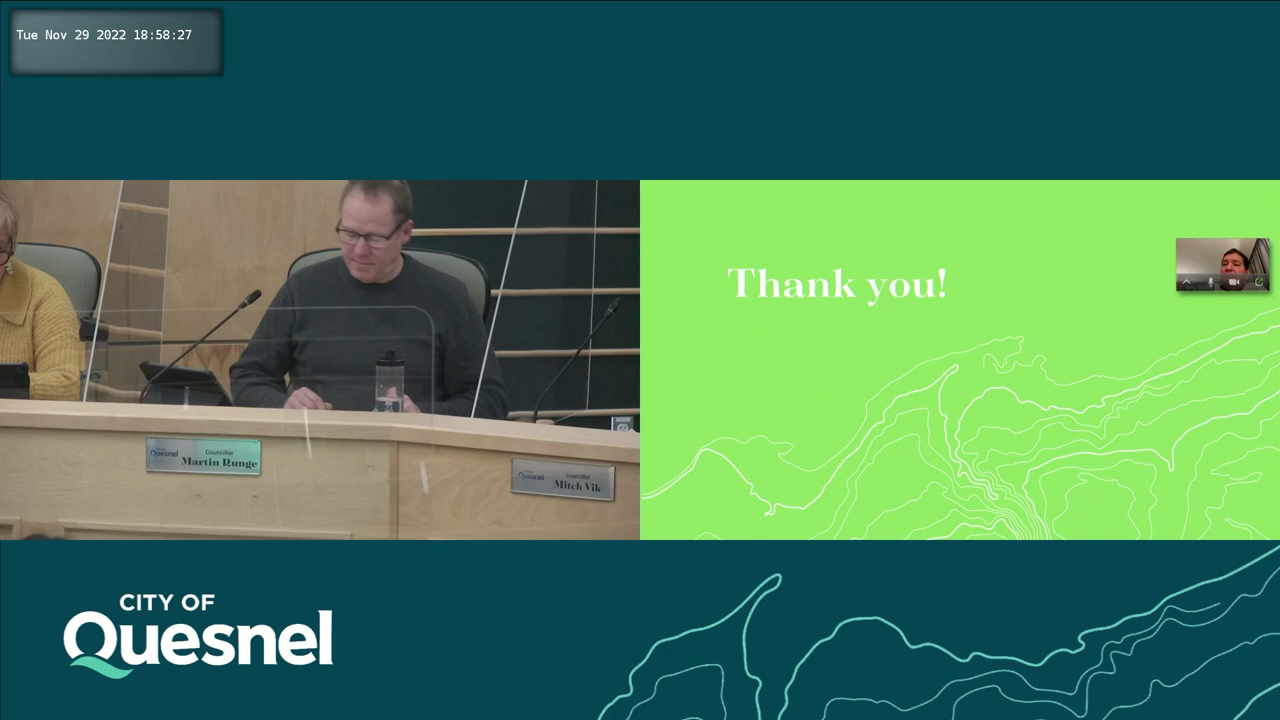 Tue Nov 29 2022 18:58:27
Thank you!
Quesnel
Councillor
Martin Runge
Quesnel
Councillor
Mitch Vik
CITY OF
Quesnel